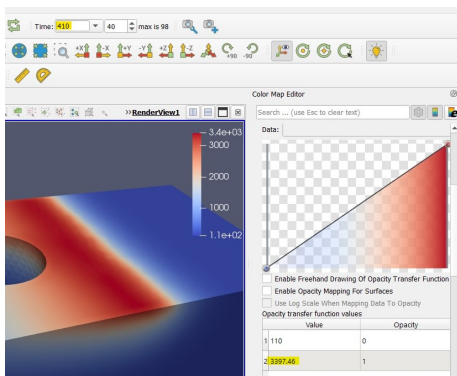 Time: 410 40 max is 98
+X -X +Y -Y +Z -Z +90 -90
Color Map Editor
>>RenderView1
Search ... (use Esc to clear text)
Data:
3.4e+03
3000
2000
1000
1.1e+02
Enable Freehand Drawing Of Opacity Transfer Function
Enable Opacity Mapping For Surfaces
Use Log Scale When Mapping Data To Opacity
Opacity transfer function values
Value Opacity
1 110 0
2 3397.46 1